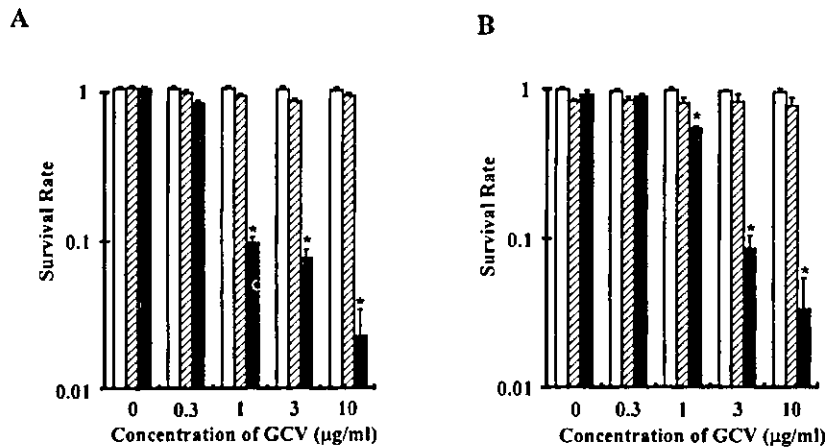 A
B
Survival Rate
1
0.1
0.01
* * *
C
0 0.3 1 3 10
Concentration of GCV (µg/ml)
Survival Rate
1
0.1
0.01
* * *
0 0.3 1 3 10
Concentration of GCV (µg/ml)